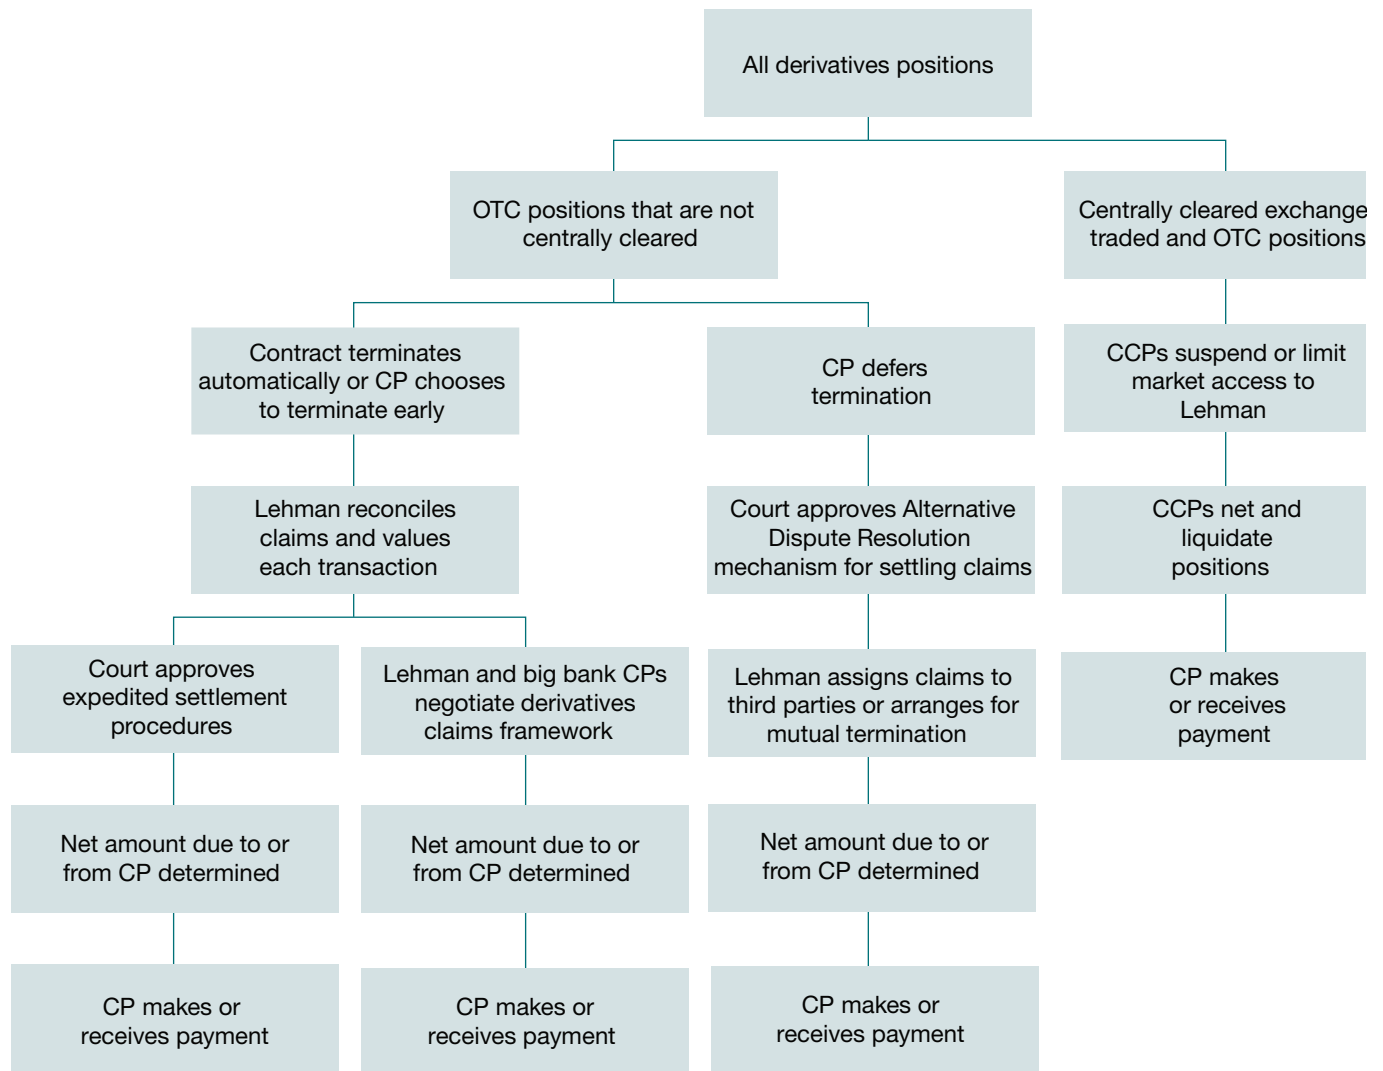 All derivatives positions
OTC positions that are not
centrally cleared
Centrally cleared exchange
traded and OTC positions
Contract terminates
automatically or CP chooses
to terminate early
CP defers
termination
CCPs suspend or limit
market access to
Lehman
Lehman reconciles
claims and values
each transaction
Court approves Alternative
Dispute Resolution
mechanism for settling claims
CCPs net and
liquidate
positions
Court approves
expedited settlement
procedures
Lehman and big bank CPs
negotiate derivatives
claims framework
Lehman assigns claims to
third parties or arranges for
mutual termination
CP makes
or receives
payment
Net amount due to or
from CP determined
Net amount due to or
from CP determined
Net amount due to or
from CP determined
CP makes or
receives payment
CP makes or
receives payment
CP makes or
receives payment